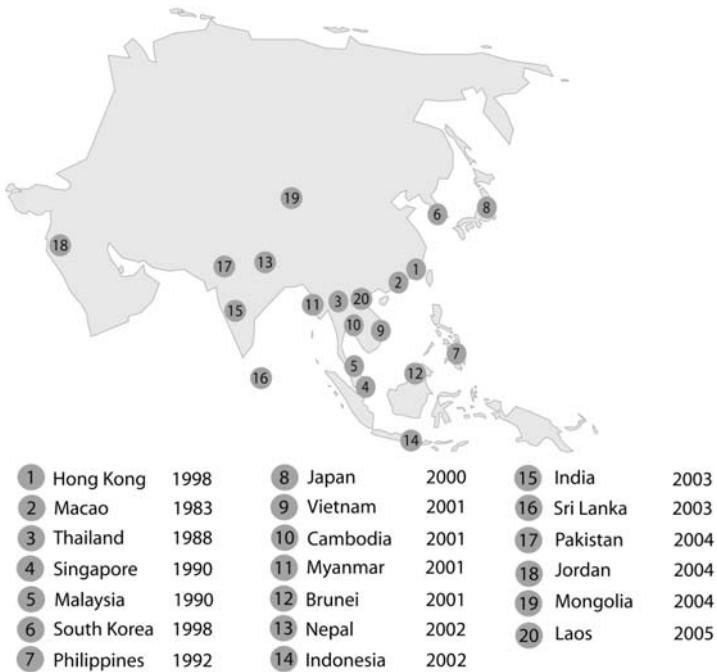 19
8
6
18
17
13
1
2
11
3
20
15
10
9
7
5
12
16
4
14
1 Hong Kong 1998
2 Macao 1983
3 Thailand 1988
4 Singapore 1990
5 Malaysia 1990
6 South Korea 1998
7 Philippines 1992
8 Japan 2000
9 Vietnam 2001
10 Cambodia 2001
11 Myanmar 2001
12 Brunei 2001
13 Nepal 2002
14 Indonesia 2002
15 India 2003
16 Sri Lanka 2003
17 Pakistan 2004
18 Jordan 2004
19 Mongolia 2004
20 Laos 2005